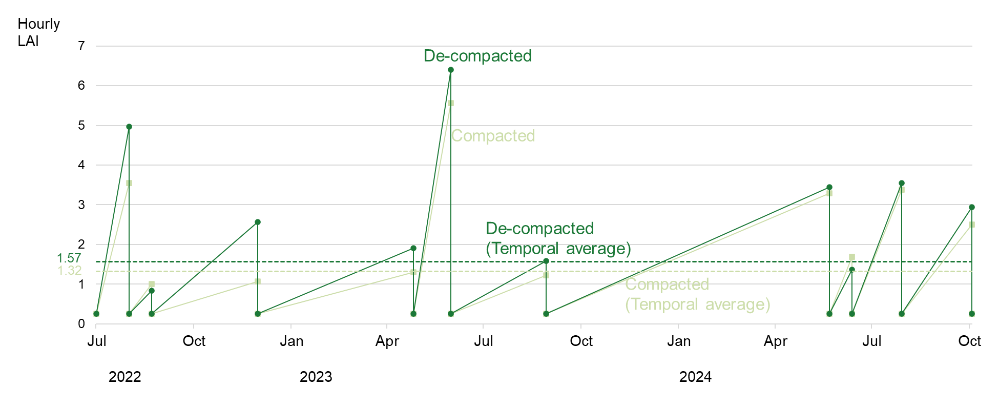 Hourly
LAI
7
De-compacted
6
5
Compacted
4
3
De-compacted
2
(Temporal average)
1.57
1.32
1
Compacted
(Temporal average)
0
Jul Oct Jan Apr Jul Oct Jan Apr Jul Oct
2022 2023 2024